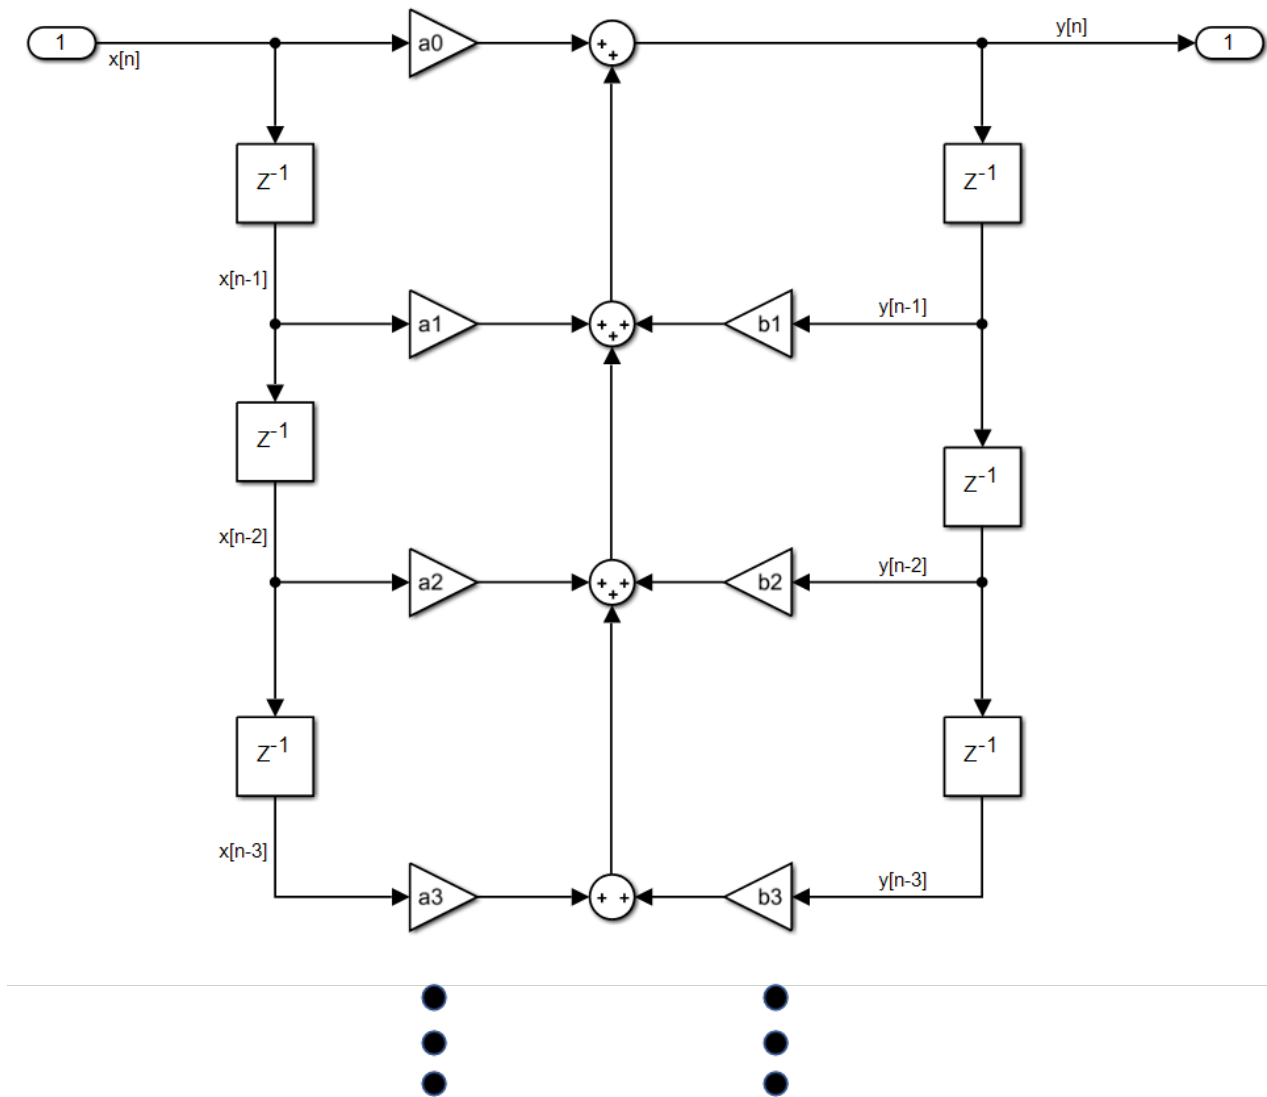 1
x[n]
a0
+
+
y[n]
1
Z-1
Z-1
x[n-1]
a1
+ +
+
b1
y[n-1]
Z-1
Z-1
x[n-2]
a2
+ +
+
b2
y[n-2]
Z-1
Z-1
x[n-3]
a3
+ +
b3
y[n-3]